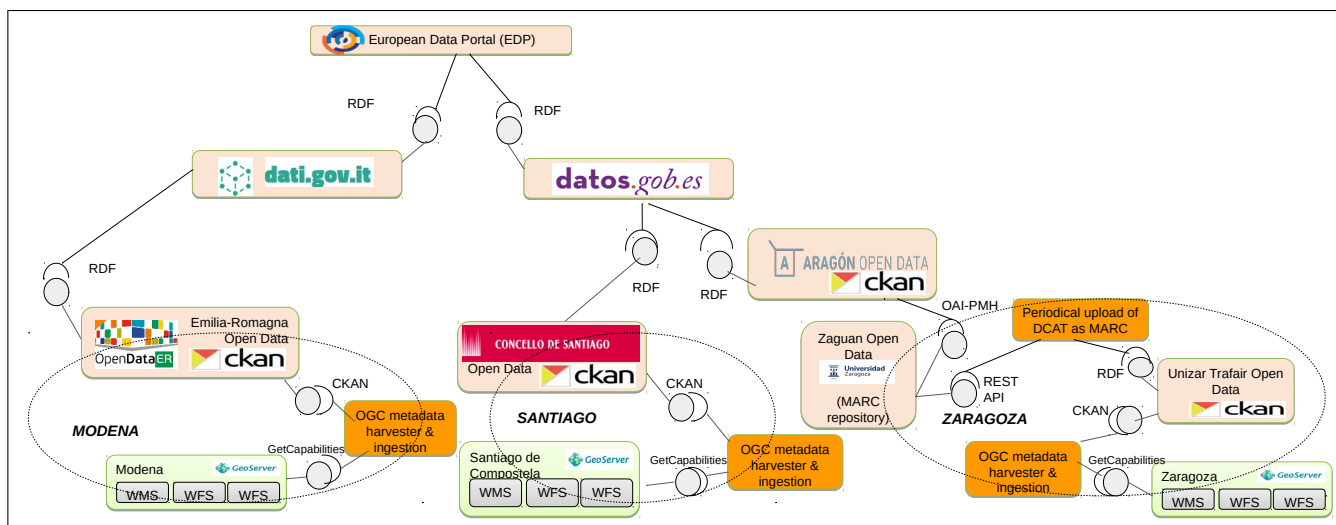 European Data Portal (EDP)
RDF
RDF
dati.gov.it
datos.gob.es
RDF
RDF
RDF
A ARAGÓN OPEN DATA
ckan
OAI-PMH
Periodical upload of
DCAT as MARC
Emilia-Romagna
Open Data
OpenDataER
ckan
CONCELLO DE SANTIAGO
Open Data
ckan
Zaguan Open
Data
Universidad
Zaragoza
(MARC
repository)
REST
API
RDF
Unizar Trafair Open
Data
ckan
CKAN
CKAN
CKAN
MODENA
SANTIAGO
ZARAGOZA
OGC metadata
harvester &
ingestion
OGC metadata
harvester &
ingestion
OGC metadata
harvester &
ingestion
GetCapabilities
GetCapabilities
GetCapabilities
Modena
GeoServer
WMS WFS WFS
Santiago de
Compostela
GeoServer
WMS WFS WFS
Zaragoza
GeoServer
WMS WFS WFS